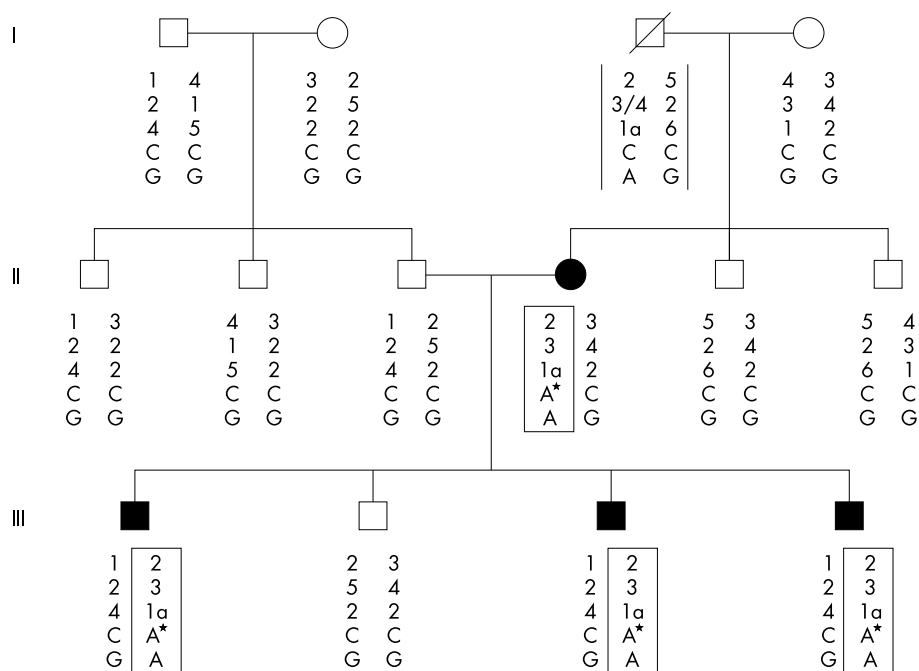 I
1 4 3 2 2 5 4 3
2 1 2 5 3/4 2 3 4
4 5 2 2 1a 6 1 2
C C C C C C C C
G G G G A G G G
II
1 3 4 3 1 2 2 3 5 3 5 4
2 2 1 2 2 5 3 4 2 4 2 3
4 2 5 2 4 2 1a 2 6 2 6 1
C C C C C C A★ C C C C C
G G G G G G A G G G G G
III
1 2 2 3 1 2 1 2
2 3 5 4 2 3 2 3
4 1a 2 2 4 1a 4 1a
C A★ C C C A★ C A★
G A G G G A G A